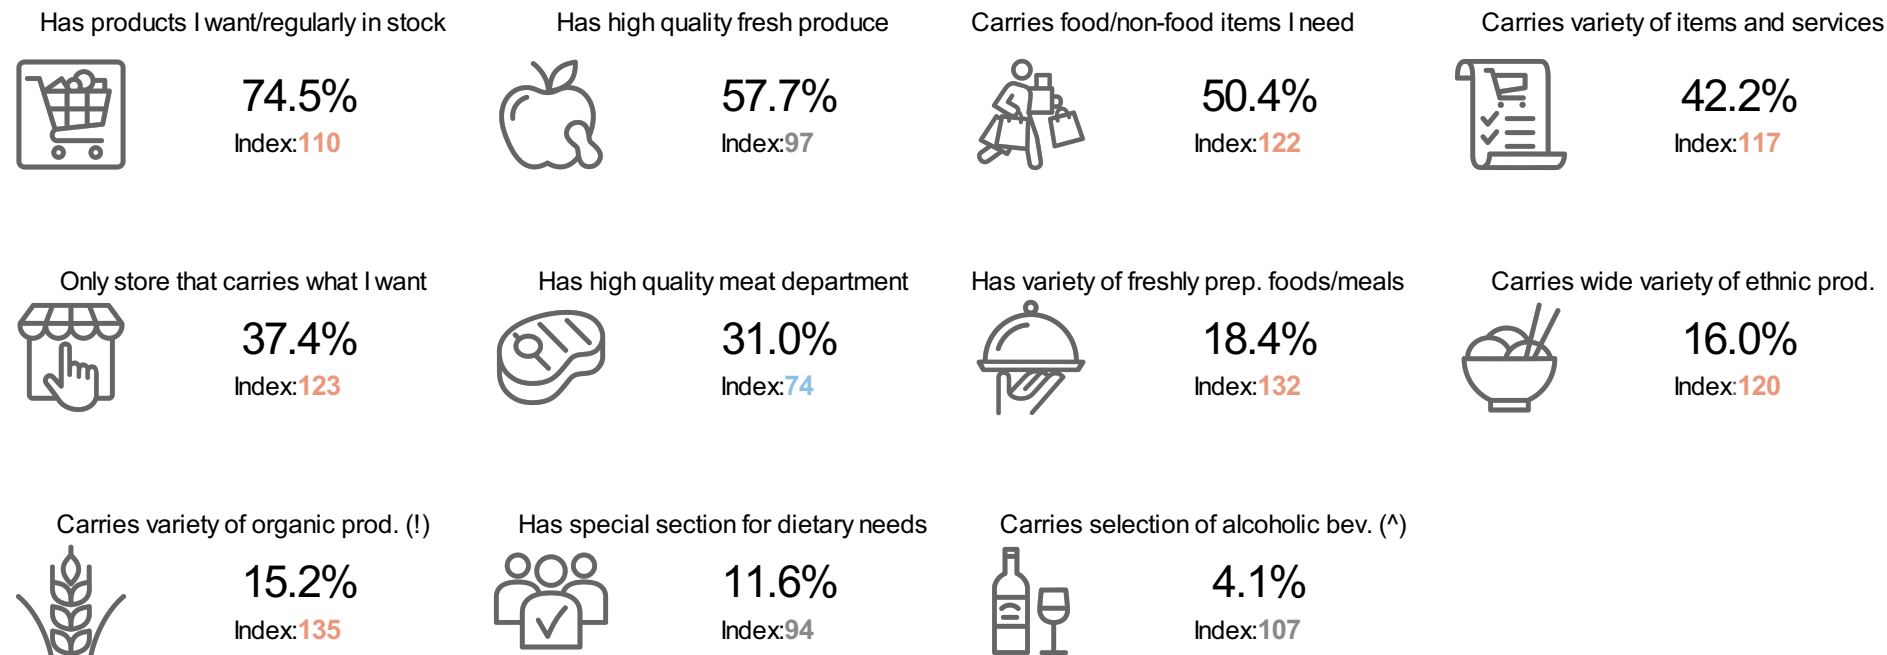 Has products I want/regularly in stock
74.5%
Index:110
Has high quality fresh produce
57.7%
Index:97
Carries food/non-food items I need
50.4%
Index:122
Carries variety of items and services
42.2%
Index:117
Only store that carries what I want
37.4%
Index:123
Has high quality meat department
31.0%
Index:74
Has variety of freshly prep. foods/meals
18.4%
Index:132
Carries wide variety of ethnic prod.
16.0%
Index:120
Carries variety of organic prod. (!)
15.2%
Index:135
Has special section for dietary needs
11.6%
Index:94
Carries selection of alcoholic bev. (^)
4.1%
Index:107